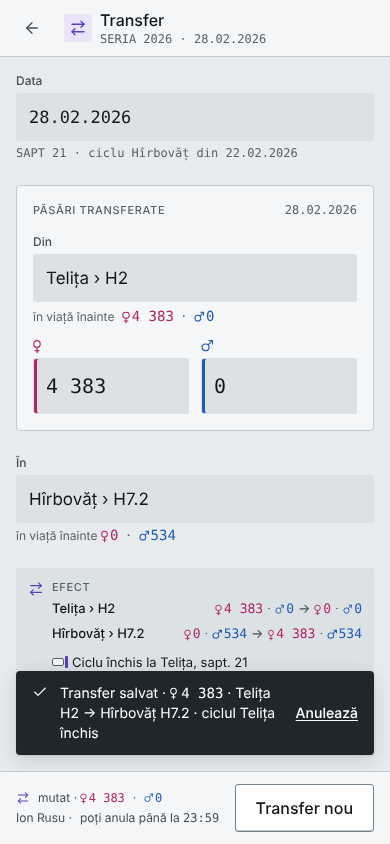 Transfer
SERIA 2026 · 28.02.2026
Data
28.02.2026
SAPT 21 · ciclu Hîrbovăț din 22.02.2026
PĂSĂRI TRANSFERATE 28.02.2026
Din
Telița › H2
în viață înainte ♀4 383 · ♂0
♀ ♂
4 383 0
În
Hîrbovăț › H7.2
în viață înainte ♀0 · ♂534
EFECT
Telița › H2 ♀4 383 · ♂0 → ♀0 · ♂0
Hîrbovăț › H7.2 ♀0 · ♂534 → ♀4 383 · ♂534
Ciclu închis la Telița, sapt. 21
Transfer salvat · ♀ 4 383 · Telița
H2 → Hîrbovăț H7.2 · ciclul Telița
închis
Anulează
mutat · ♀4 383 · ♂0
Ion Rusu · poți anula până la 23:59
Transfer nou